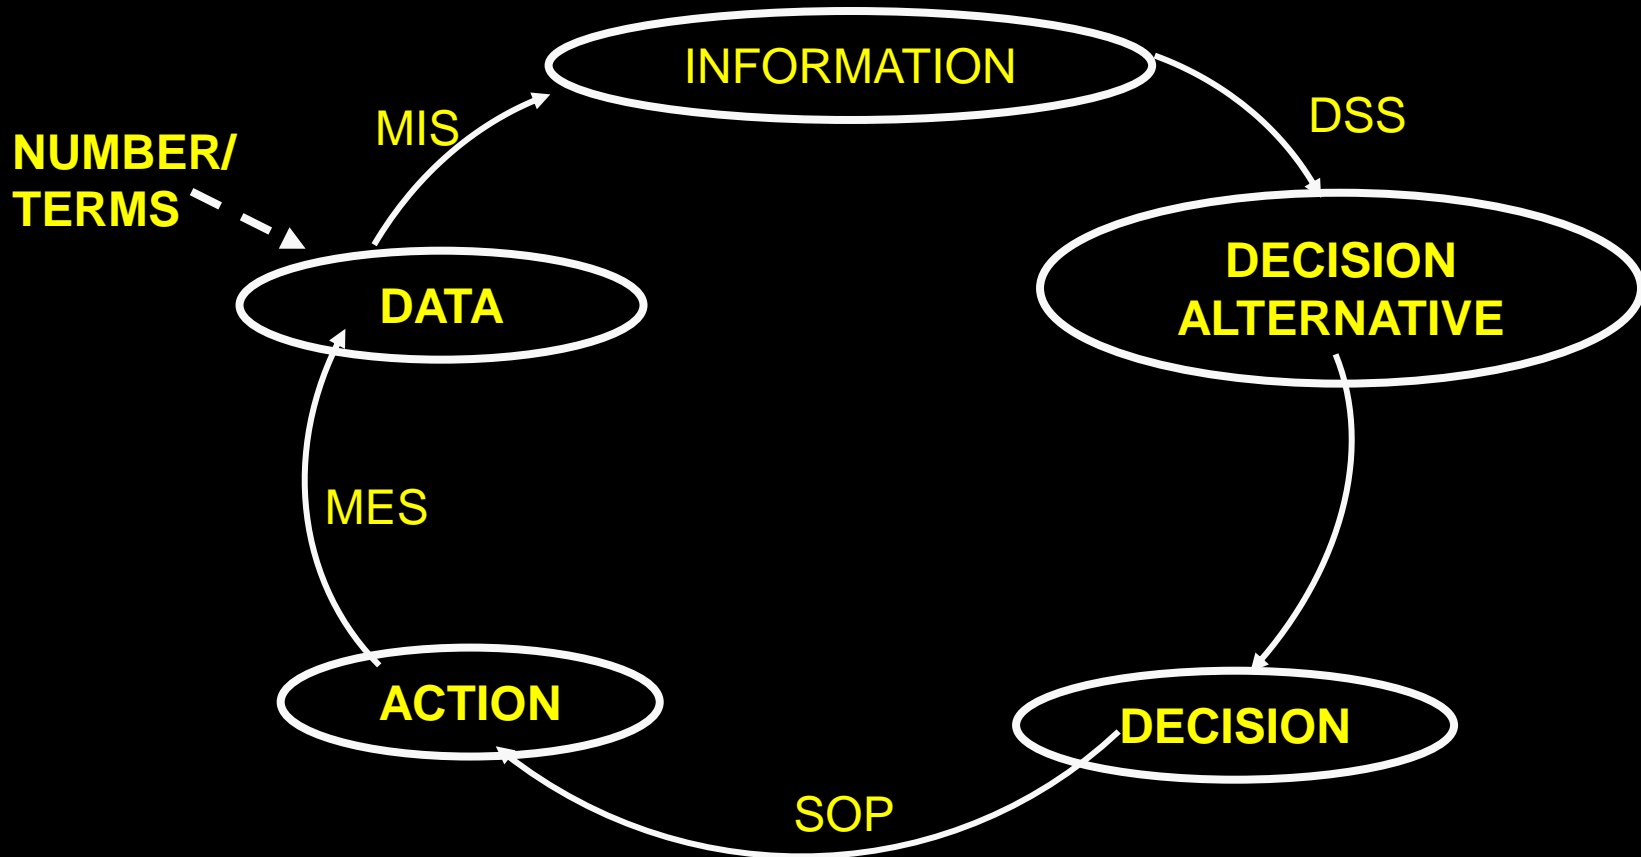 INFORMATION
MIS
DSS
NUMBER/
TERMS
DECISION
ALTERNATIVE
DATA
MES
ACTION
DECISION
SOP